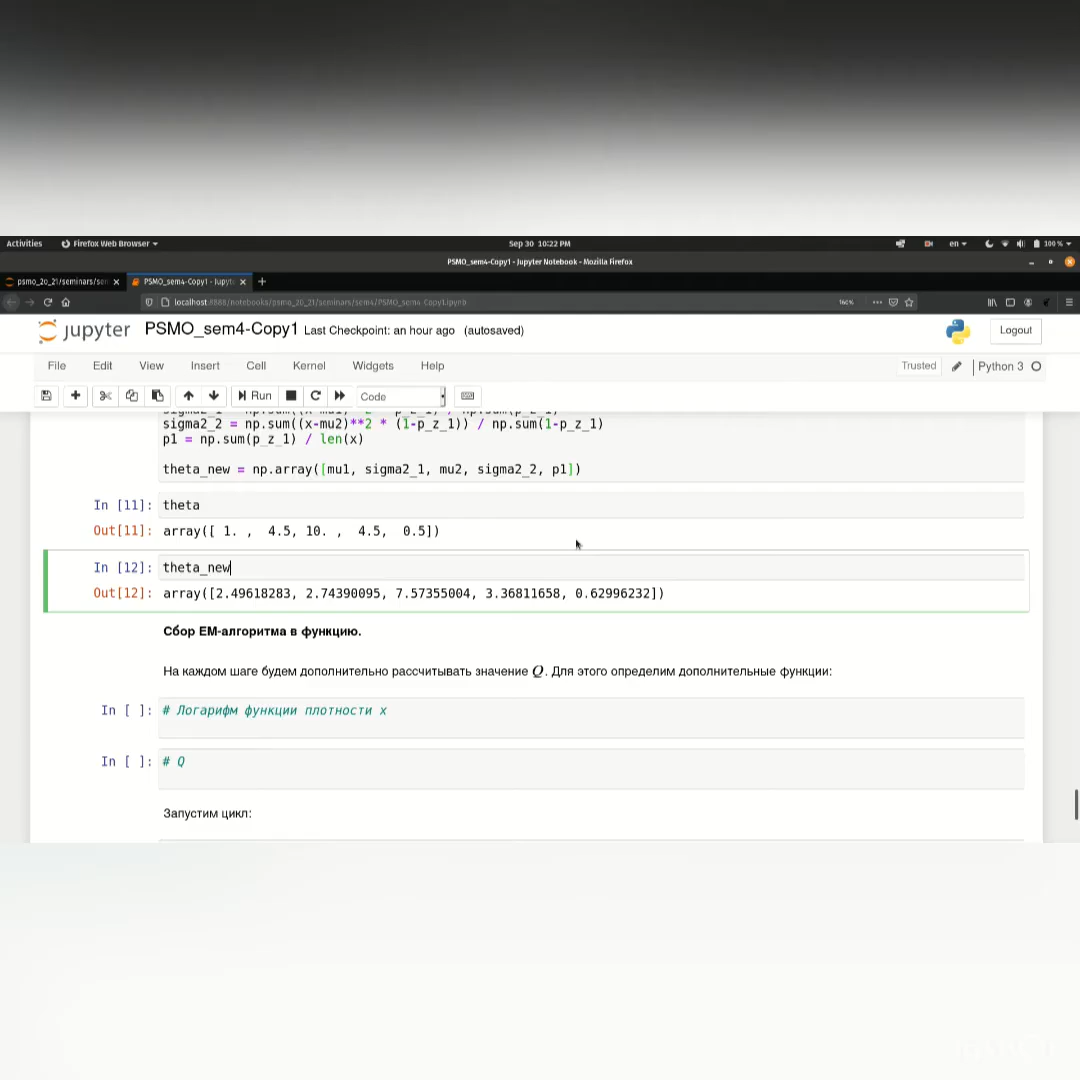 Activities Firefox Web Browser Sep 30 10:22 PM en 100 %
PSMO_sem4-Copy1 - Jupyter Notebook - Mozilla Firefox
psmo_20_21/seminars/sem PSMO_sem4-Copy1 - Jupyte
localhost:8888/notebooks/psmo_20_21/seminars/sem4/PSMO_sem4-Copy1.ipynb 160%
jupyter PSMO_sem4-Copy1 Last Checkpoint: an hour ago (autosaved) Logout
File Edit View Insert Cell Kernel Widgets Help Trusted Python 3
Run Code
sigma2_2 = np.sum((x-mu2)**2 * (1-p_z_1)) / np.sum(1-p_z_1)
p1 = np.sum(p_z_1) / len(x)
theta_new = np.array([mu1, sigma2_1, mu2, sigma2_2, p1])
In [11]: theta
Out[11]: array([ 1. , 4.5, 10. , 4.5, 0.5])
In [12]: theta_new
Out[12]: array([2.49618283, 2.74390095, 7.57355004, 3.36811658, 0.62996232])
Сбор EM-алгоритма в функцию.
На каждом шаге будем дополнительно рассчитывать значение Q. Для этого определим дополнительные функции:
In [ ]: # Логарифм функции плотности x
In [ ]: # Q
Запустим цикл: